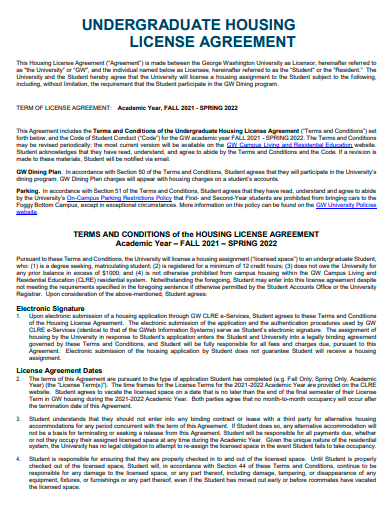 UNDERGRADUATE HOUSING
LICENSE AGREEMENT
This Housing License Agreement ("Agreement") is made between the George Washington University as Licensor, hereinafter referred to
as "the University" or "GW", and the individual named below as Licensee, hereinafter referred to as the "Student" or the "Resident." The
University and the Student hereby agree that the University will license a housing assignment to the Student subject to the following,
including, without limitation, the requirement that the Student participate in the GW Dining Program.
TERM OF LICENSE AGREEMENT: Academic Year, FALL 2021 - SPRING 2022
This Agreement includes the Terms and Conditions of the Undergraduate Housing License Agreement ("Terms and Conditions") set
forth below, and the Code of Student Conduct ("Code") for the GW academic year FALL 2021 - SPRING 2022. The Terms and Conditions
may be revised periodically; the most current version will be available on the GW Campus Living and Residential Education website.
Student acknowledges that they have read, understand, and agree to abide by the Terms and Conditions and the Code. If a revision is
made to these materials, Student will be notified via email.
GW Dining Plan. In accordance with Section 50 of the Terms and Conditions, Student agrees that they will participate in the University's
dining program. GW Dining Plan charges will appear with housing charges on a student's accounts.
Parking. In accordance with Section 51 of the Terms and Conditions, Student agrees that they have read, understand and agree to abide
by the University's On-Campus Parking Restrictions Policy that First- and Second-Year students are prohibited from bringing cars to the
Foggy Bottom Campus, except in exceptional circumstances. More information on this policy can be found on the GW University Policies
website.
TERMS and CONDITIONS of the HOUSING LICENSE AGREEMENT
Academic Year – FALL 2021 – SPRING 2022
Pursuant to these Terms and Conditions, the University will license a housing assignment ("licensed space") to an undergraduate Student,
who: (1) is a degree seeking, matriculating student; (2) is registered for a minimum of 12 credit hours; (3) does not owe the University for
any prior balance in excess of $1000; and (4) is not otherwise prohibited from campus housing within the GW Campus Living and
Residential Education (CLRE) residential system. Notwithstanding the foregoing, Student may enter into this license agreement despite
not meeting the requirements specified in the foregoing sentence if otherwise permitted by the Student Accounts Office or the University
Registrar. Upon consideration of the above-mentioned, Student agrees:
Electronic Signature
1. Upon electronic submission of a housing application through GW CLRE e-Services, Student agrees to these Terms and Conditions
of the Housing License Agreement. The electronic submission of the application and the authentication procedures used by GW
CLRE e-Services (identical to that of the GWeb Information Systems) serve as Student's electronic signature. The assignment of
housing by the University in response to Student's application enters the Student and University into a legally binding agreement
governed by these Terms and Conditions, and Student will be fully responsible for all fees and charges due, pursuant to this
Agreement. Electronic submission of the housing application by Student does not guarantee Student will receive a housing
assignment.
License Agreement Dates
2. The terms of this Agreement are pursuant to the type of application Student has completed (e.g. Fall Only, Spring Only, Academic
Year) (the "License Term(s)"). The time frames for the License Terms for the 2021-2022 Academic Year are provided on the CLRE
website. Student agrees to vacate the licensed space on a date that is no later than the end of the final semester of their License
Term in GW housing during the 2021-2022 Academic Year. Both parties agree that no month-to-month occupancy will occur after
the termination date of this Agreement.
3. Student understands that they should not enter into any binding contract or lease with a third party for alternative housing
accommodations for any period concurrent with the term of this Agreement. If Student does so, any alternative accommodation will
not be a basis for terminating or seeking a release from this Agreement. Student will be responsible for all payments due, whether
or not they occupy their assigned licensed space at any time during the Academic Year. Given the unique nature of the residential
system, the University has no legal obligation to attempt to re-assign the licensed space in the event Student fails to take occupancy.
4. Student is responsible for ensuring that they are properly checked in to and out of the licensed space. Until Student is properly
checked out of the licensed space, Student will, in accordance with Section 44 of these Terms and Conditions, continue to be
responsible for any damage to the licensed space, or any part thereof, including damage, tampering, or disappearance of any
equipment, fixtures, or furnishings or any part thereof, even if the Student has moved out early or before roommates have vacated
the licensed space.